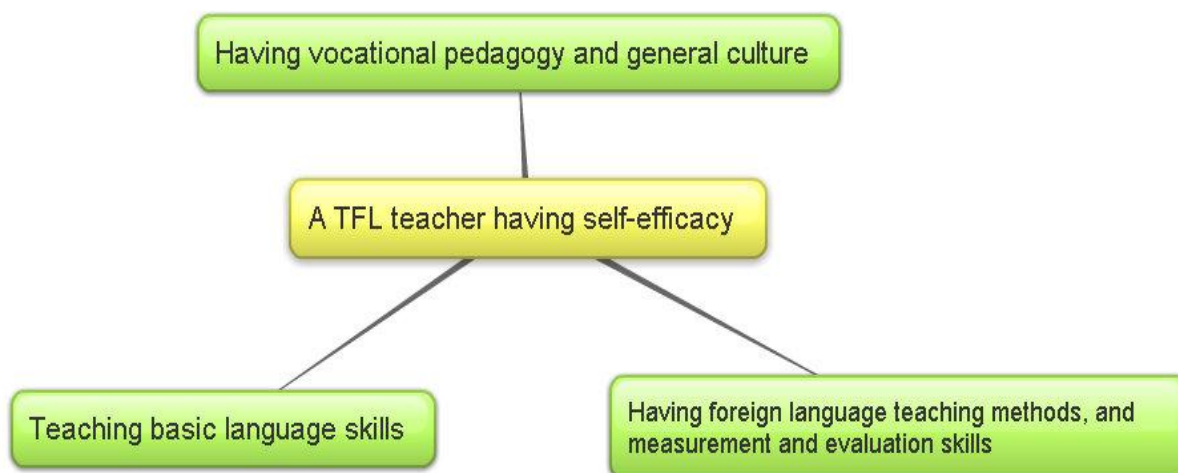 Having vocational pedagogy and general culture
A TFL teacher having self-efficacy
Teaching basic language skills
Having foreign language teaching methods, and
measurement and evaluation skills